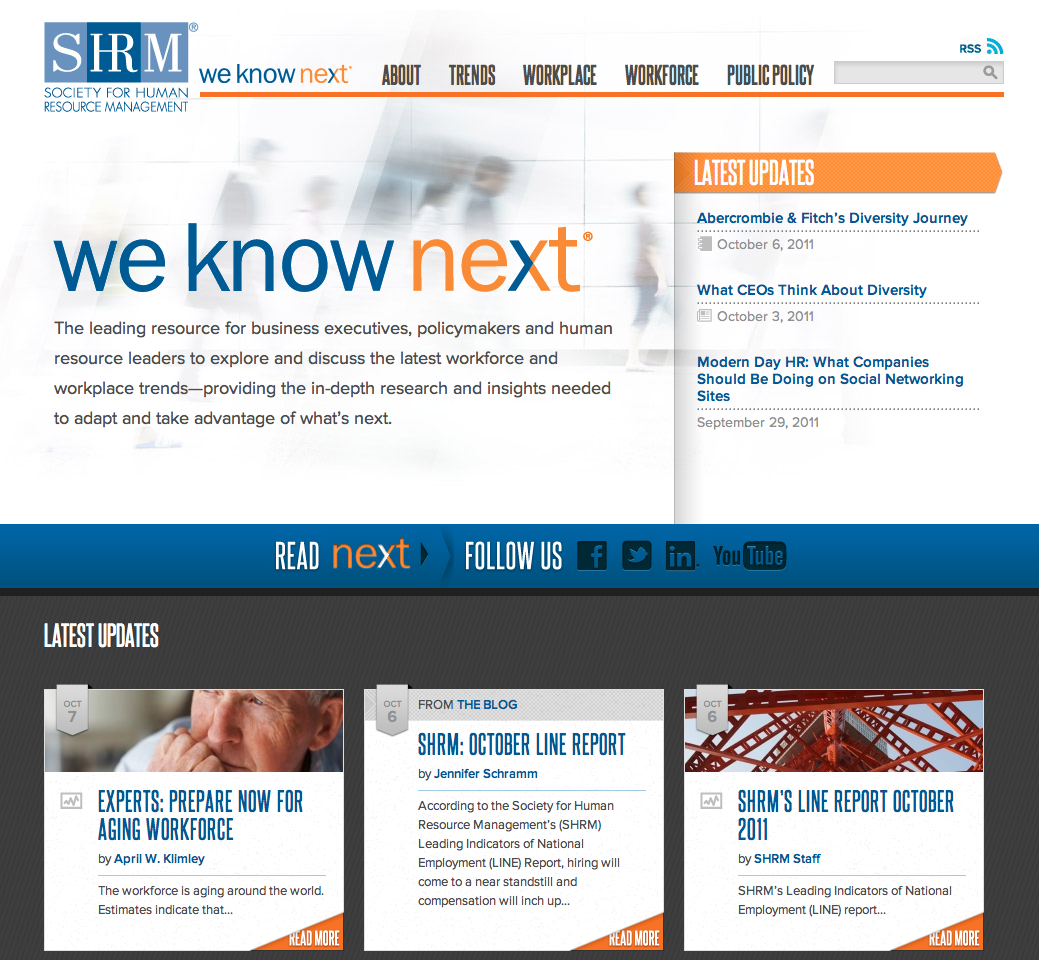 SHRM®
SOCIETY FOR HUMAN
RESOURCE MANAGEMENT
we know next®
ABOUT
TRENDS
WORKPLACE
WORKFORCE
PUBLIC POLICY
RSS
we know next®
The leading resource for business executives, policymakers and human
resource leaders to explore and discuss the latest workforce and
workplace trends—providing the in-depth research and insights needed
to adapt and take advantage of what's next.
LATEST UPDATES
Abercrombie & Fitch's Diversity Journey
October 6, 2011
What CEOs Think About Diversity
October 3, 2011
Modern Day HR: What Companies
Should Be Doing on Social Networking
Sites
September 29, 2011
READ next
FOLLOW US
f
in.
You Tube
LATEST UPDATES
OCT
7
EXPERTS: PREPARE NOW FOR
AGING WORKFORCE
by April W. Klimley
The workforce is aging around the world.
Estimates indicate that...
READ MORE
OCT
6
FROM THE BLOG
SHRM: OCTOBER LINE REPORT
by Jennifer Schramm
According to the Society for Human
Resource Management's (SHRM)
Leading Indicators of National
Employment (LINE) Report, hiring will
come to a near standstill and
compensation will inch up...
READ MORE
OCT
6
SHRM'S LINE REPORT OCTOBER
2011
by SHRM Staff
SHRM's Leading Indicators of National
Employment (LINE) report...
READ MORE